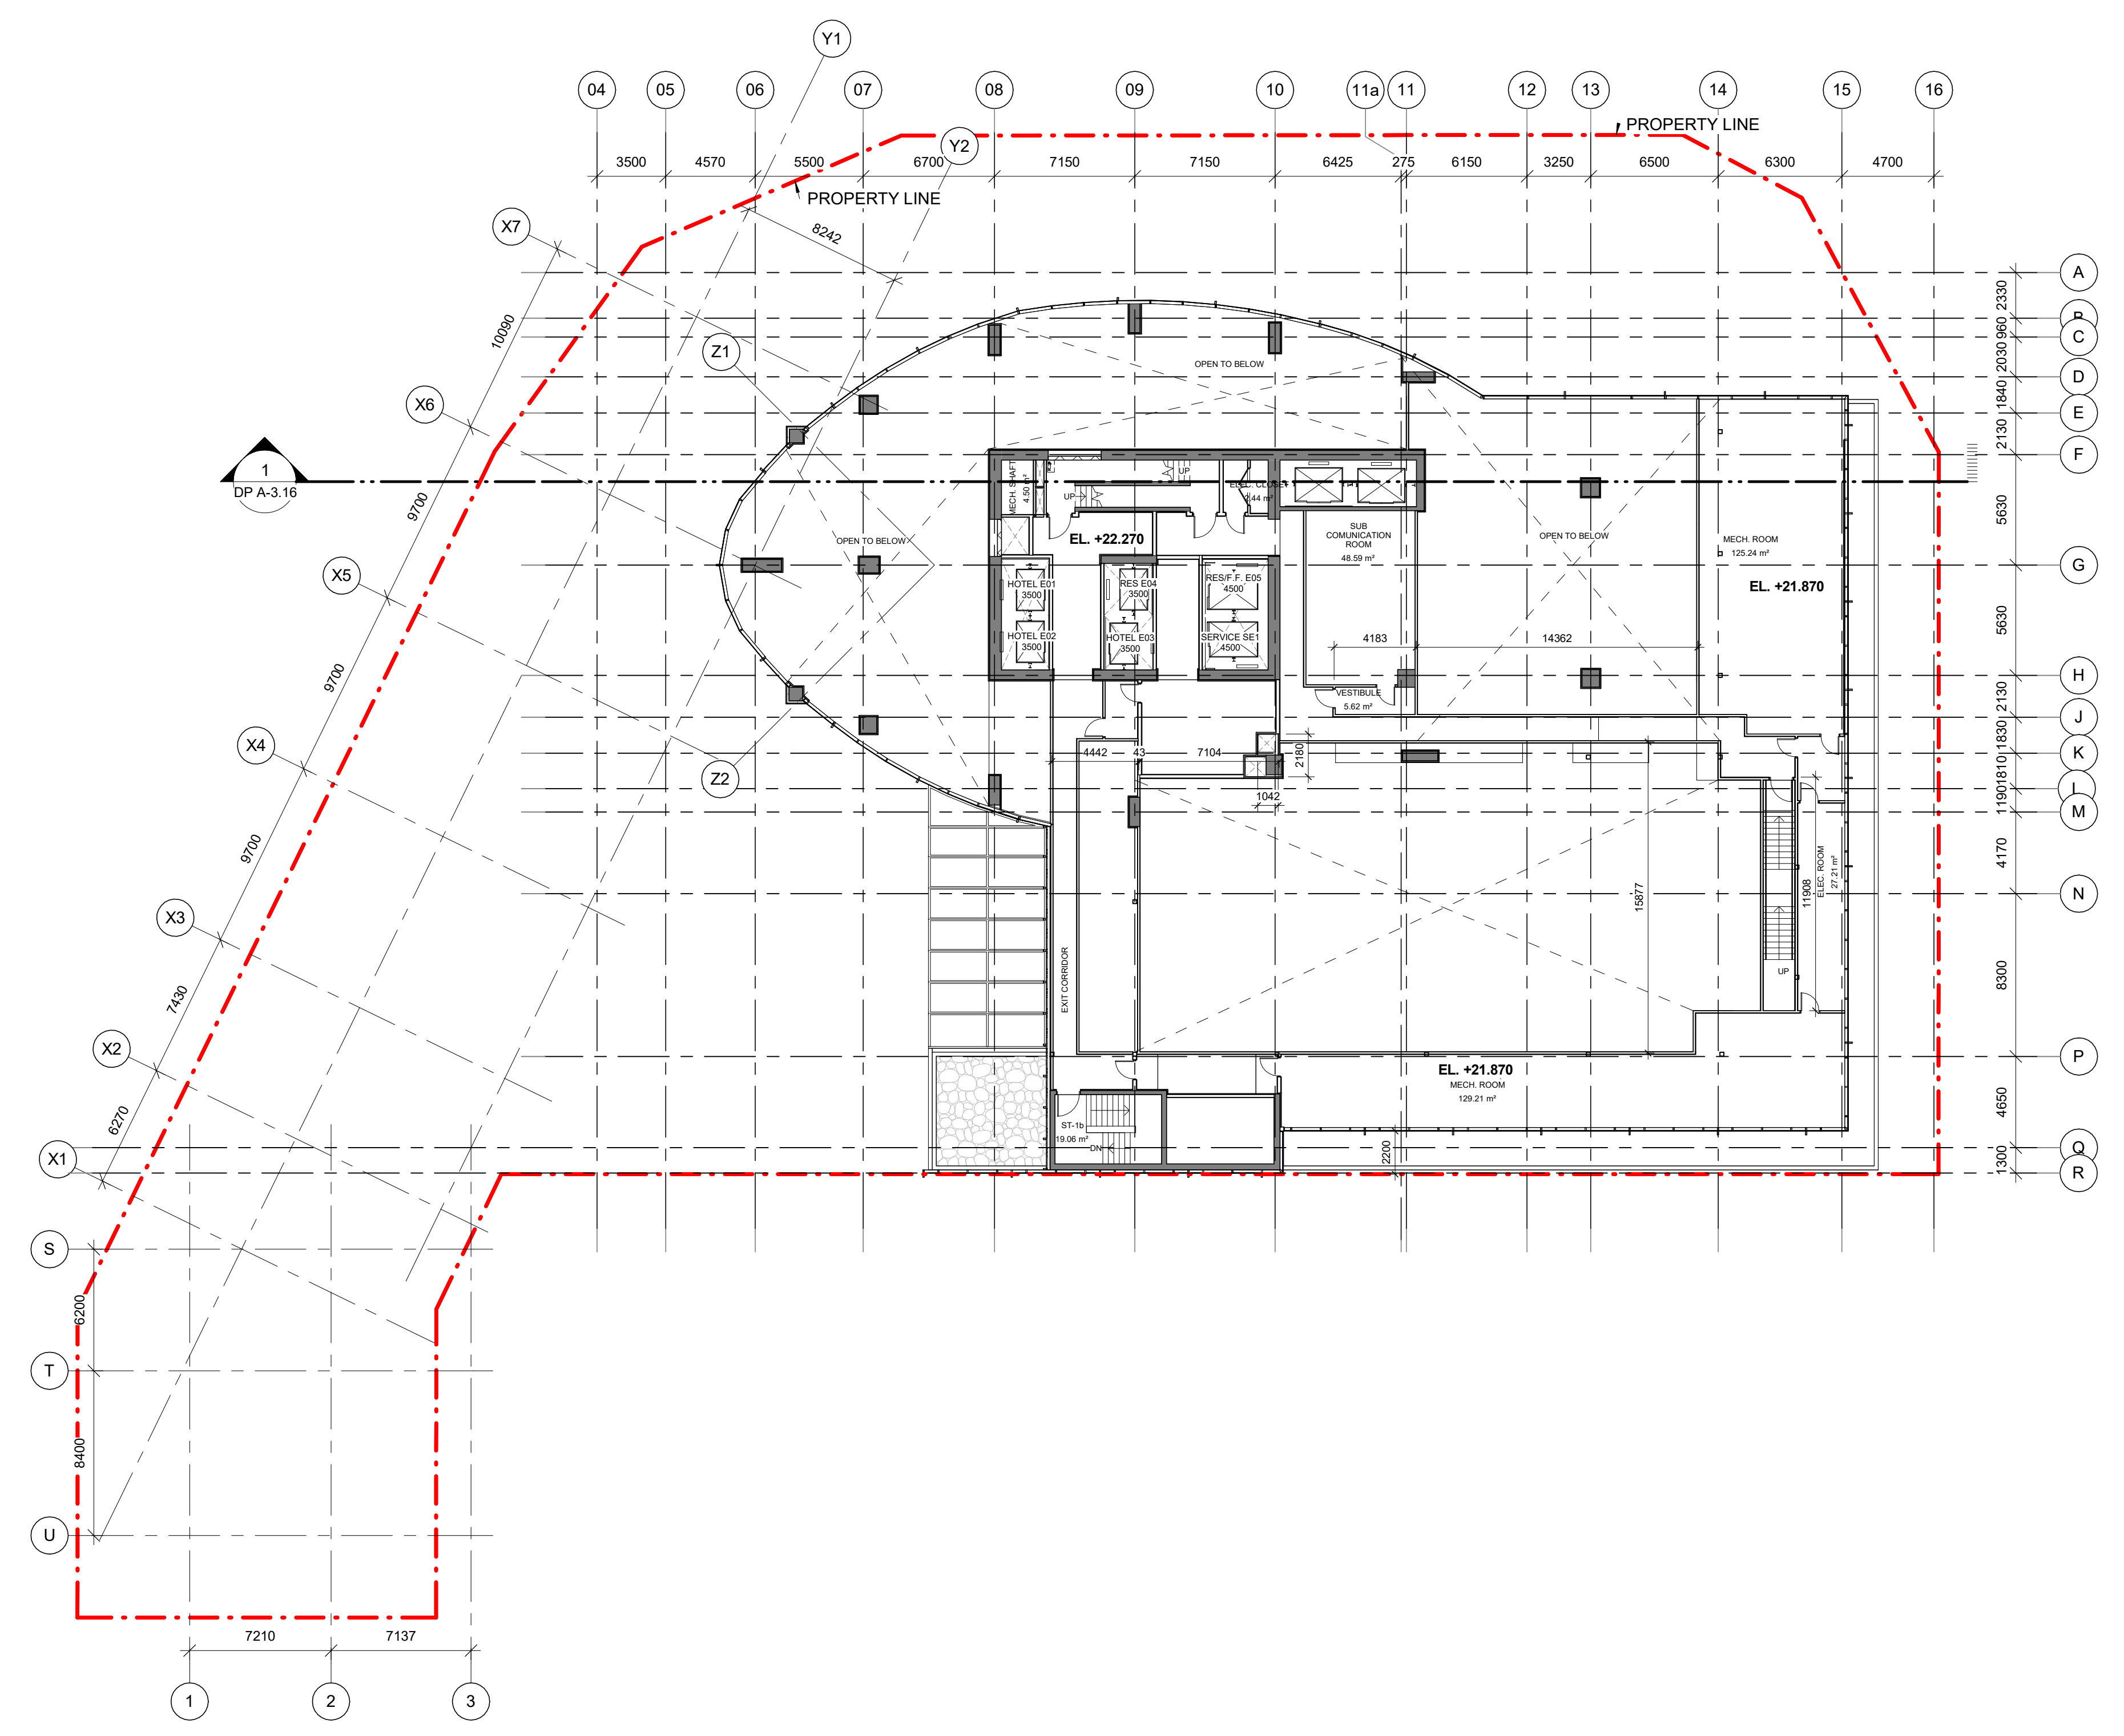 Y1
04
05
06
07
08
09
10
11a
11
12
13
14
15
16
PROPERTY LINE
Y2
3500
4570
5500
6700
7150
7150
6425
275
6150
3250
6500
6300
4700
PROPERTY LINE
X7
8242
A
2330
B
960
C
2030
D
1840
E
2130
F
5630
G
5630
H
2130
J
1830
K
1810
L
1190
M
4170
N
8300
P
4650
Q
1300
R
10090
Z1
X6
9700
X5
9700
X4
9700
X3
7430
X2
6270
X1
1
DP A-3.16
OPEN TO BELOW
MECH. SHAFT
4.50 m²
UP
UP
ELEC. CLOSET
.44 m²
EL. +22.270
OPEN TO BELOW
SUB
COMUNICATION
ROOM
48.59 m²
OPEN TO BELOW
MECH. ROOM
125.24 m²
EL. +21.870
HOTEL E01
3500
RES E04
3500
RES/F.F. E05
4500
HOTEL E02
3500
HOTEL E03
3500
SERVICE SE1
4500
4183
14362
VESTIBULE
5.62 m²
Z2
4442
43
7104
2180
1042
15877
11908
ELEC. ROOM
27.21 m²
UP
EXIT CORRIDOR
EL. +21.870
MECH. ROOM
129.21 m²
ST-1b
19.06 m²
DN
2200
S
6200
T
8400
U
7210
7137
1
2
3